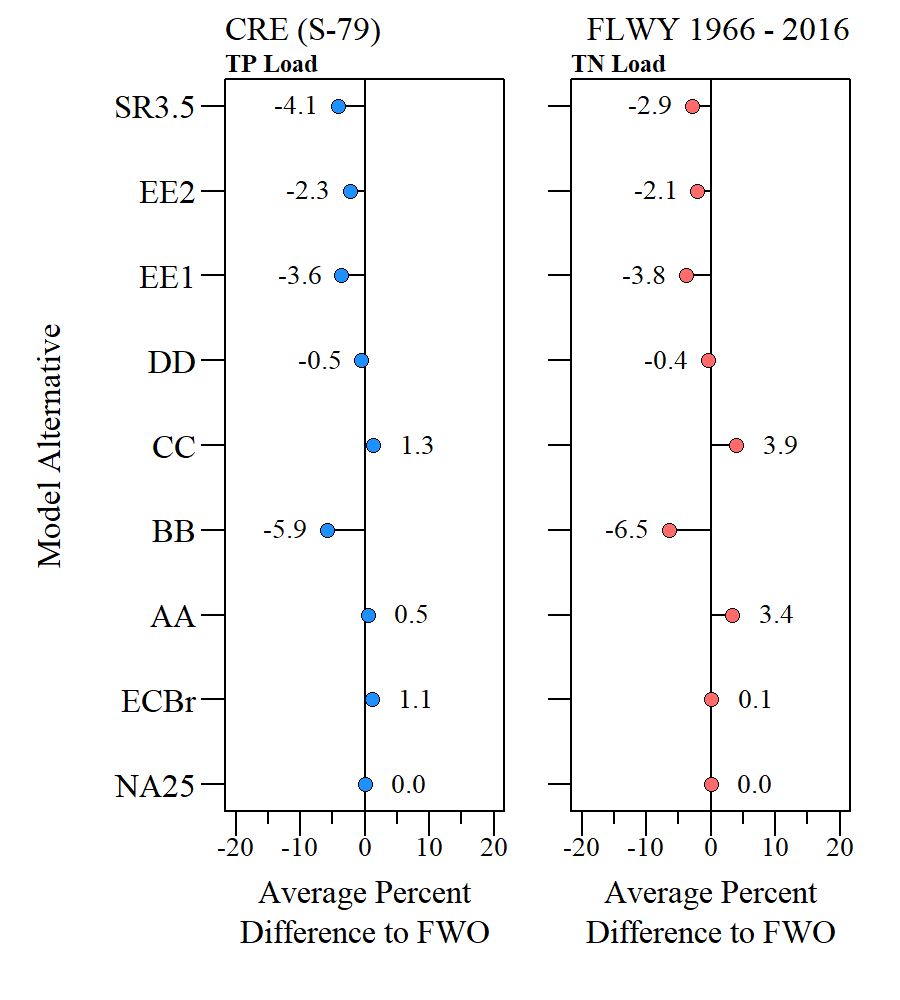 CRE (S-79)
FLWY 1966 - 2016
TP Load
TN Load
SR3.5
-4.1
-2.9
EE2
-2.3
-2.1
EE1
-3.6
-3.8
DD
-0.5
-0.4
CC
1.3
3.9
BB
-5.9
-6.5
AA
0.5
3.4
ECBr
1.1
0.1
NA25
0.0
0.0
Model Alternative
-20 -10 0 10 20
-20 -10 0 10 20
Average Percent
Difference to FWO
Average Percent
Difference to FWO